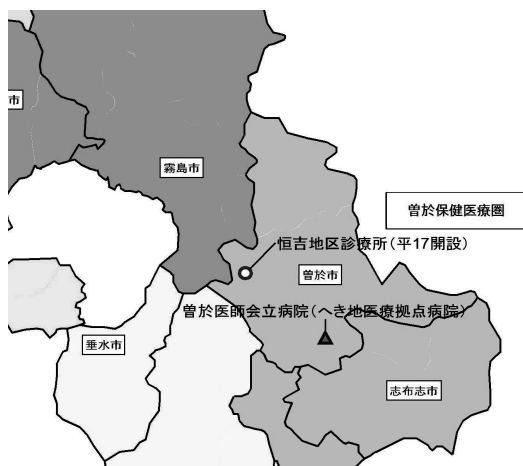 市
霧島市
曽於保健医療圏
恒吉地区診療所(平17開設)
曽於市
曽於医師会立病院(へき地医療拠点病院)
垂水市
志布志市